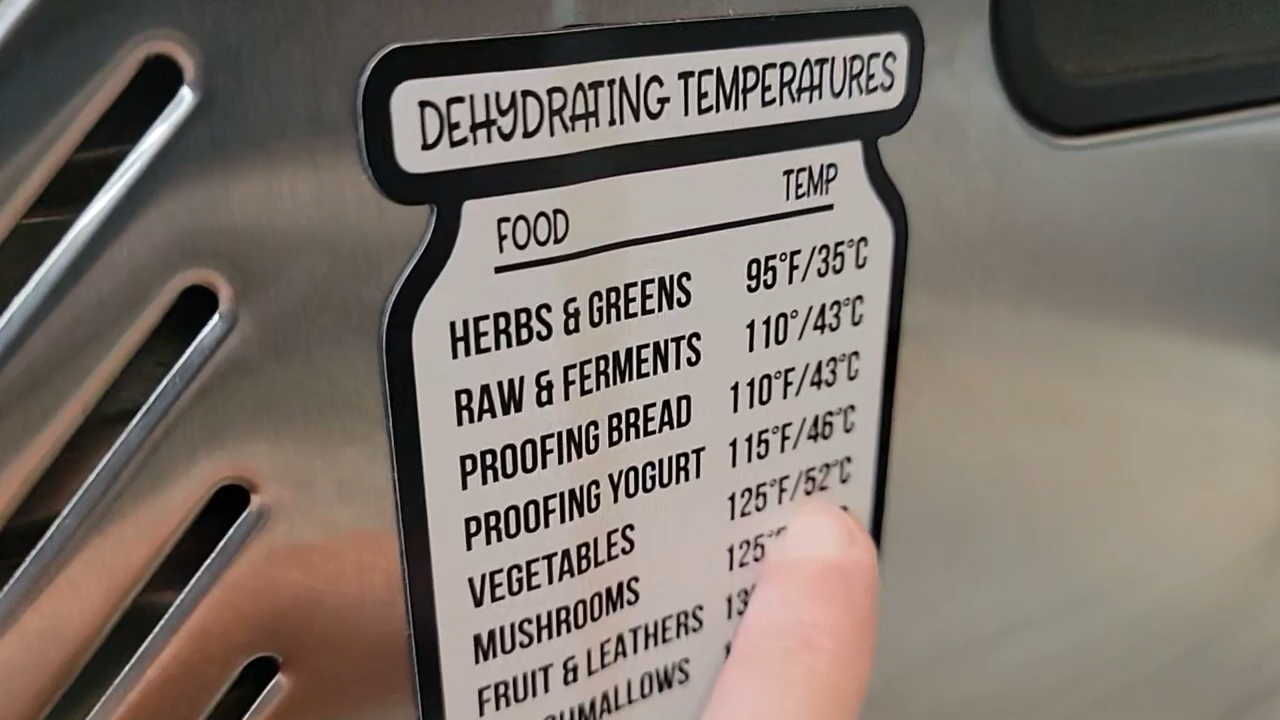 DEHYDRATING TEMPERATURES
FOOD TEMP
HERBS & GREENS 95°F/35°C
RAW & FERMENTS 110°/43°C
PROOFING BREAD 110°F/43°C
PROOFING YOGURT 115°F/46°C
VEGETABLES 125°F/52°C
MUSHROOMS 125°F
FRUIT & LEATHERS